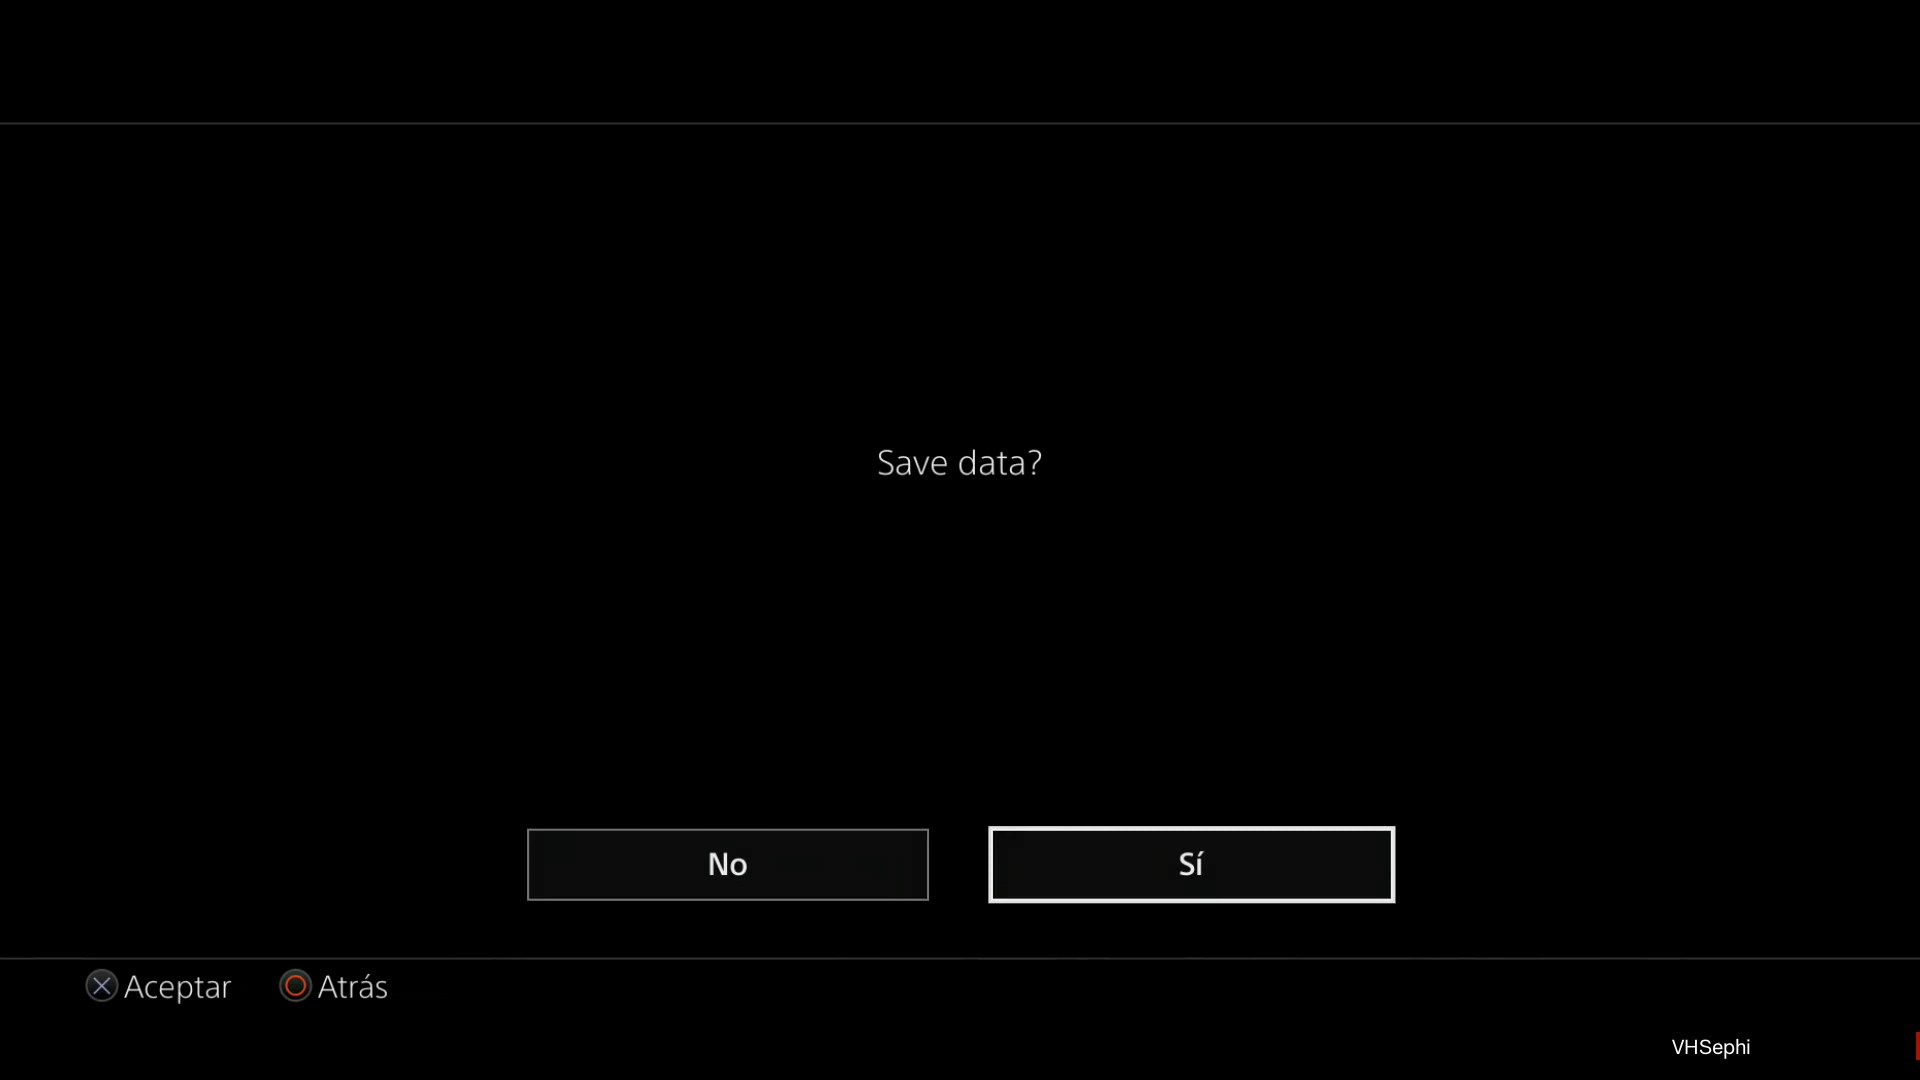 Save data?
No
Sí
Aceptar
Atrás
VHSephi